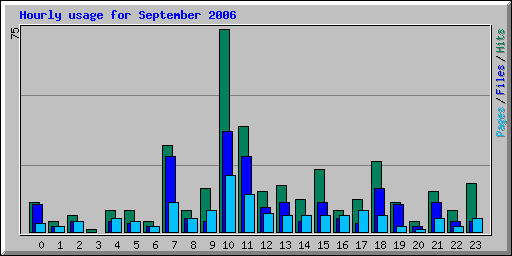 Hourly usage for September 2006
75
Pages / Files / Hits
0 1 2 3 4 5 6 7 8 9 10 11 12 13 14 15 16 17 18 19 20 21 22 23